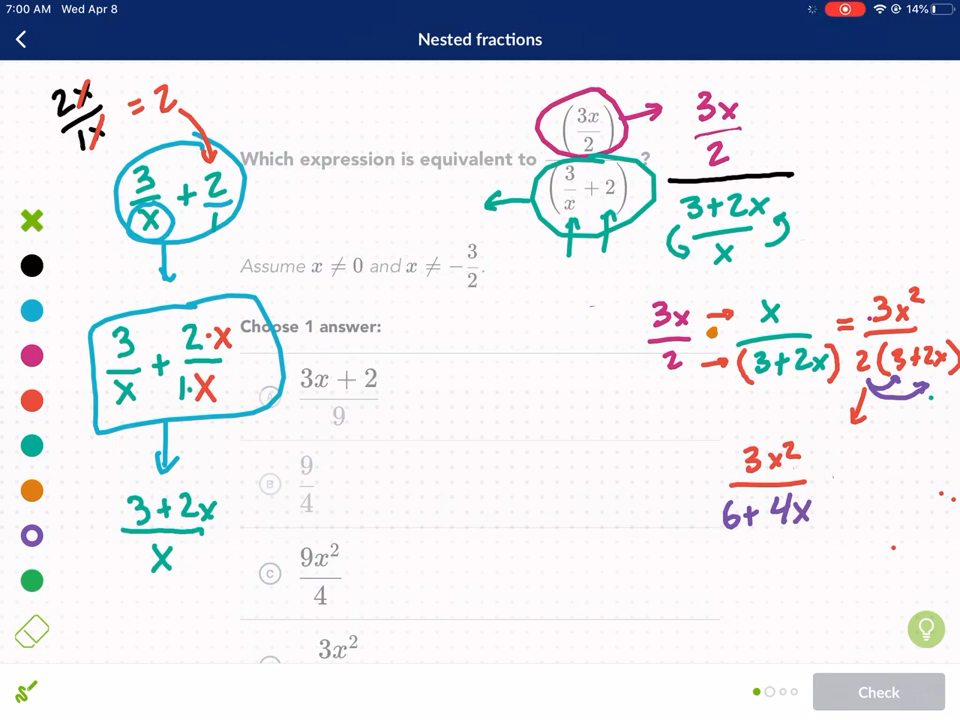 7:00 AM Wed Apr 8
14%
Nested fractions
2x/1x = 2
3/x + 2/1
Which expression is equivalent to (3x/2)/(3/x + 2) ?
3x/2
3+2x/x
Assume x ≠ 0 and x ≠ −3/2.
3/x + 2·x/1·x
Choose 1 answer:
3x/2 · x/(3+2x) = 3x²/2(3+2x)
A 3x + 2/9
B 9/4
3x²/6+4x
3+2x/x
C 9x²/4
3x²
Check